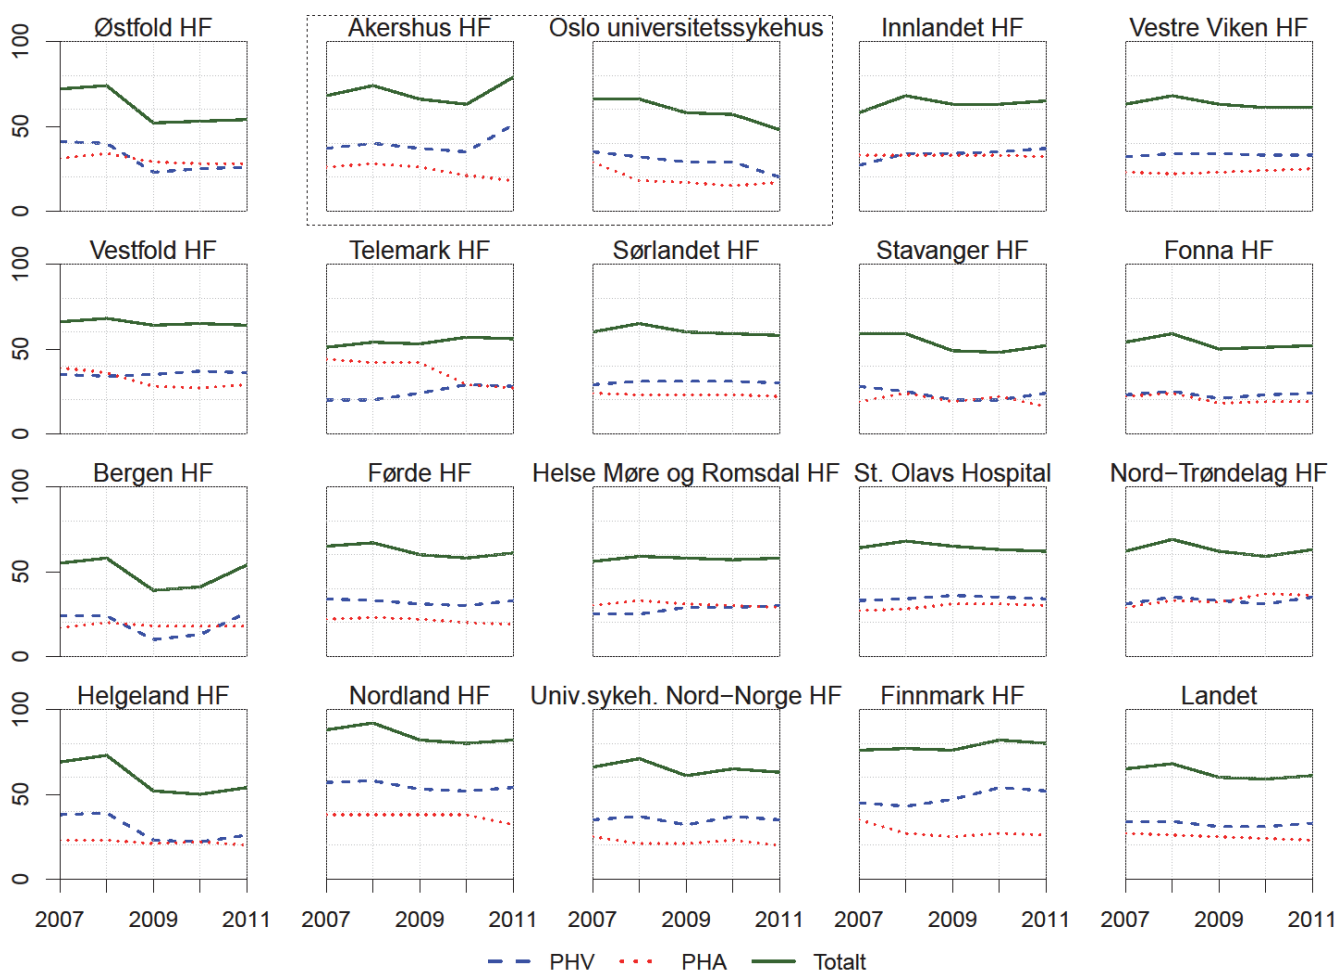 Østfold HF
Akershus HF
Oslo universitetssykehus
Innlandet HF
Vestre Viken HF
100
50
0
Vestfold HF
Telemark HF
Sørlandet HF
Stavanger HF
Fonna HF
100
50
0
Bergen HF
Førde HF
Helse Møre og Romsdal HF
St. Olavs Hospital
Nord−Trøndelag HF
100
50
0
Helgeland HF
Nordland HF
Univ.sykeh. Nord−Norge HF
Finnmark HF
Landet
100
50
0
2007 2009 2011
2007 2009 2011
2007 2009 2011
2007 2009 2011
2007 2009 2011
PHV PHA Totalt